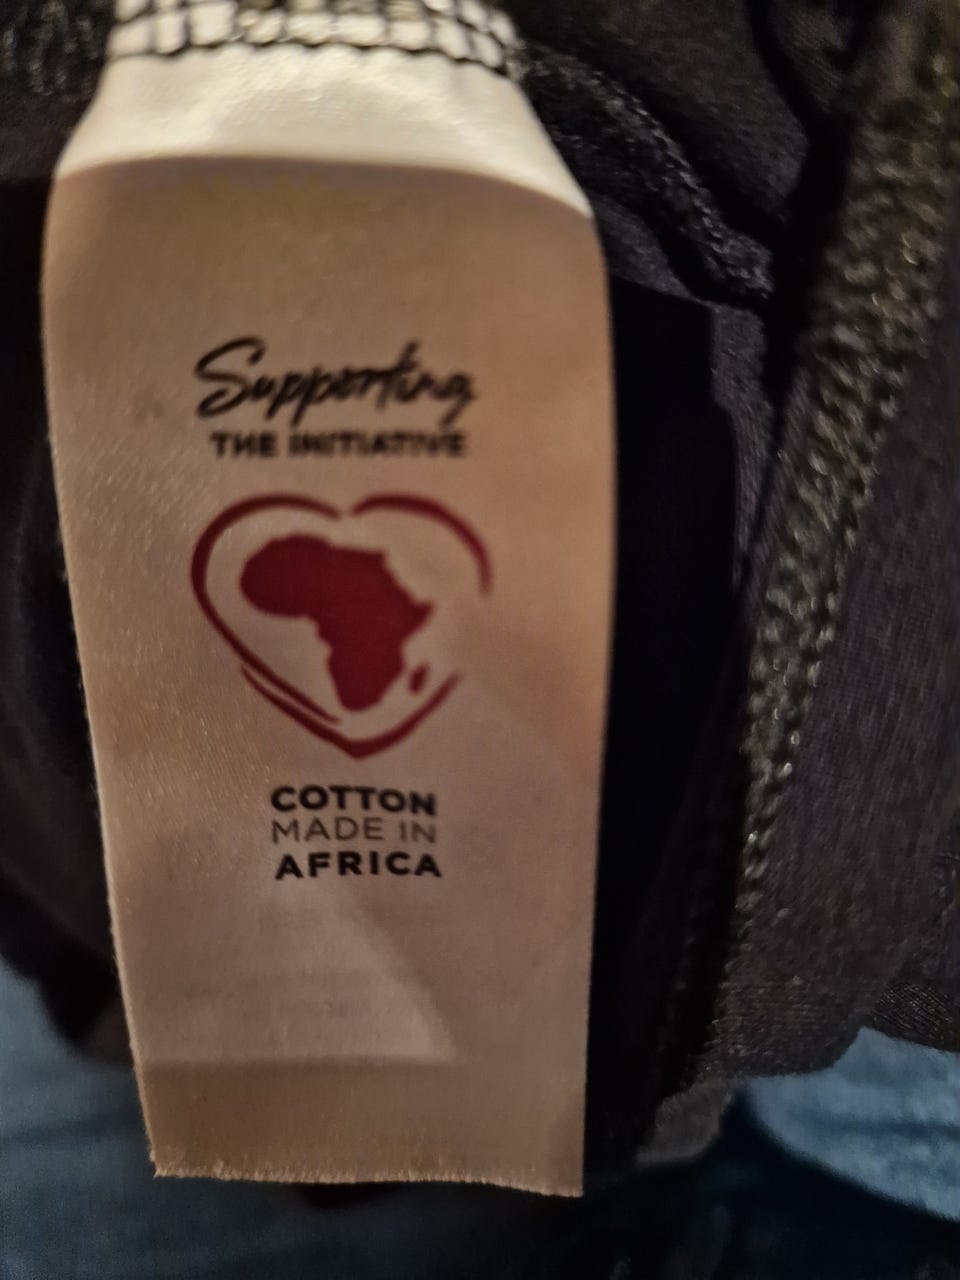 Supporting
THE INITIATIVE
COTTON
MADE IN
AFRICA